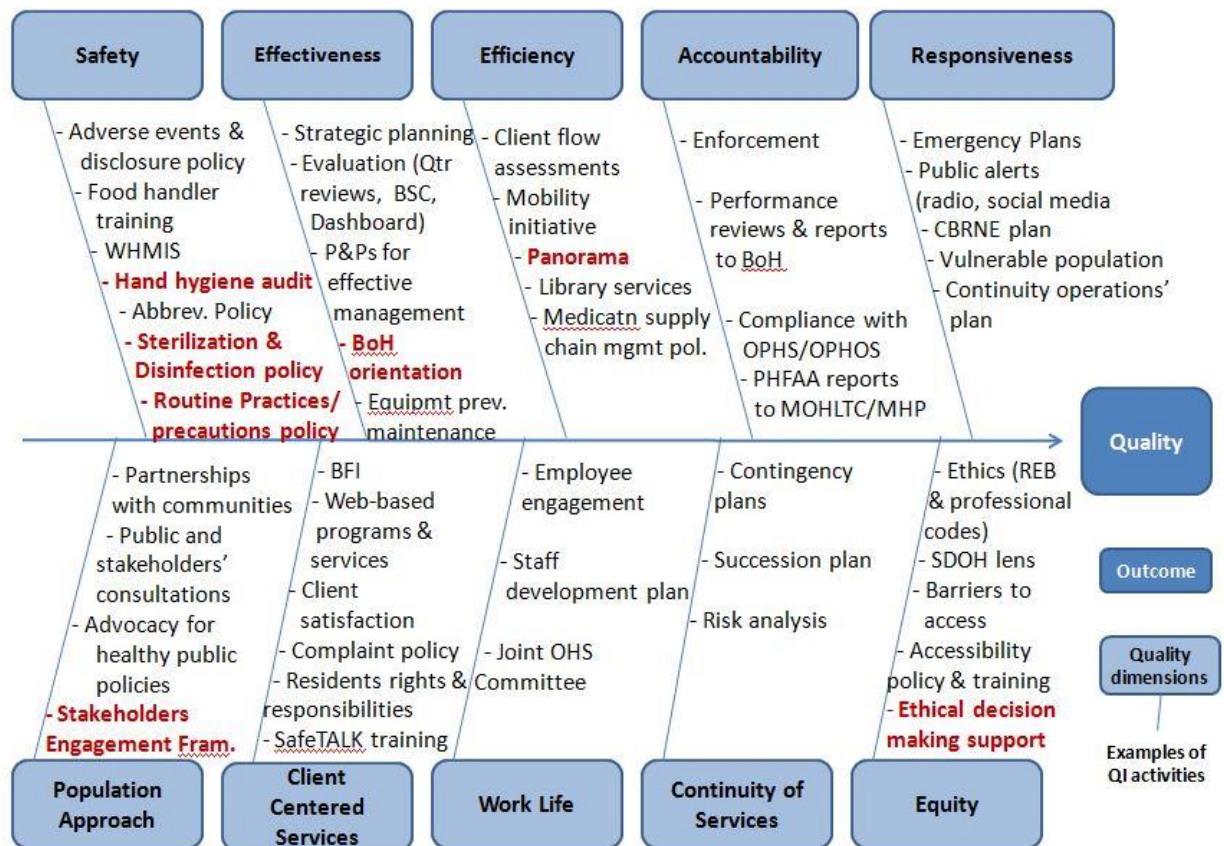 Safety
Effectiveness
Efficiency
Accountability
Responsiveness
- Adverse events &
disclosure policy
- Food handler
training
- WHMIS
- Hand hygiene audit
- Abbrev. Policy
- Sterilization &
Disinfection policy
- Routine Practices/
precautions policy
- Strategic planning
- Evaluation (Qtr
reviews, BSC,
Dashboard)
- P&Ps for
effective
management
- BoH
orientation
- Equipmt prev.
maintenance
- Client flow
assessments
- Mobility
initiative
- Panorama
- Library services
- Medicatn supply
chain mgmt pol.
- Enforcement
- Performance
reviews & reports
to BoH
- Compliance with
OPHS/OPHOS
- PHFAA reports
to MOHLTC/MHP
- Emergency Plans
- Public alerts
(radio, social media
- CBRNE plan
- Vulnerable population
- Continuity operations’
plan
Quality
- Partnerships
with communities
- Public and
stakeholders’
consultations
- Advocacy for
healthy public
policies
- Stakeholders
Engagement Fram.
- BFI
- Web-based
programs &
services
- Client
satisfaction
- Complaint policy
- Residents rights &
responsibilities
- SafeTALK training
- Employee
engagement
- Staff
development plan
- Joint OHS
Committee
- Contingency
plans
- Succession plan
- Risk analysis
- Ethics (REB
& professional
codes)
- SDOH lens
- Barriers to
access
- Accessibility
policy & training
- Ethical decision
making support
Outcome
Quality
dimensions
Examples of
QI activities
Population
Approach
Client
Centered
Services
Work Life
Continuity of
Services
Equity